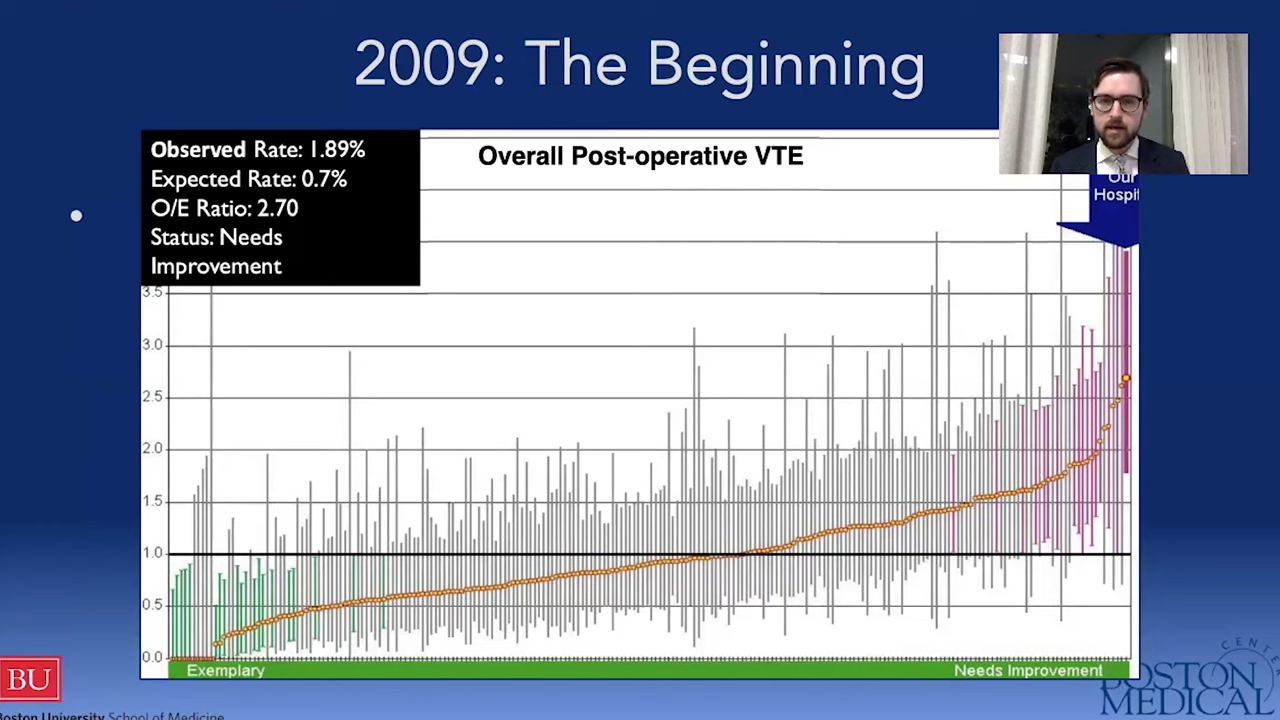 2009: The Beginning
Observed Rate: 1.89%
Expected Rate: 0.7%
O/E Ratio: 2.70
Status: Needs
Improvement
Overall Post-operative VTE
Our
Hospit
3.5
3.0
2.5
2.0
1.5
1.0
0.5
0.0
Exemplary
Needs Improvement
BU
Boston University School of Medicine
BOSTON
MEDICAL
CENTER